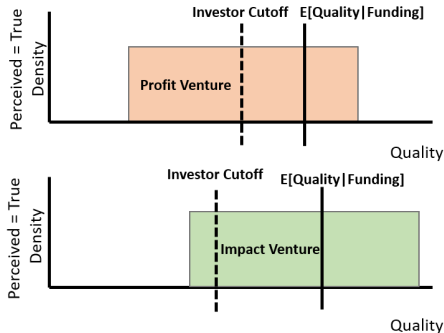 Investor Cutoff E[Quality|Funding]
Perceived = True
Density
Profit Venture
Quality
Investor Cutoff E[Quality|Funding]
Perceived = True
Density
Impact Venture
Quality